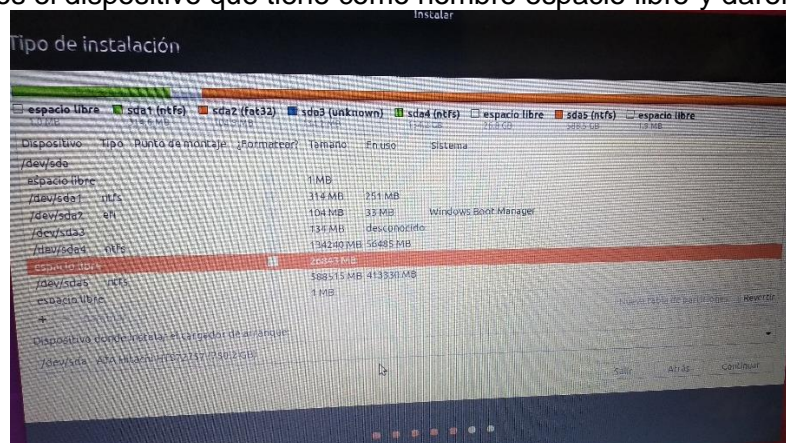 os el dispositivo que tiene como nombre espacio libre y
Instalar
Tipo de instalación
espacio libre sda1 (ntfs) sda2 (fat32) sda3 (unknown) sda4 (ntfs) espacio libre sda5 (ntfs) espacio libre
Dispositivo Tipo Punto de montaje ¿Formatear? Tamaño En uso Sistema
/dev/sda
espacio libre 1 MB
/dev/sda1 ntfs 314 MB 251 MB
/dev/sda2 efi 104 MB 33 MB Windows Boot Manager
/dev/sda3 134 MB desconocido
/dev/sda4 ntfs 134240 MB 56485 MB
espacio libre 26843 MB
/dev/sda5 ntfs 588515 MB 413330 MB
espacio libre 1 MB
+ Nueva tabla de particiones Revertir
Dispositivo donde instalar el cargador de arranque:
/dev/sda
Salir Atrás Continuar